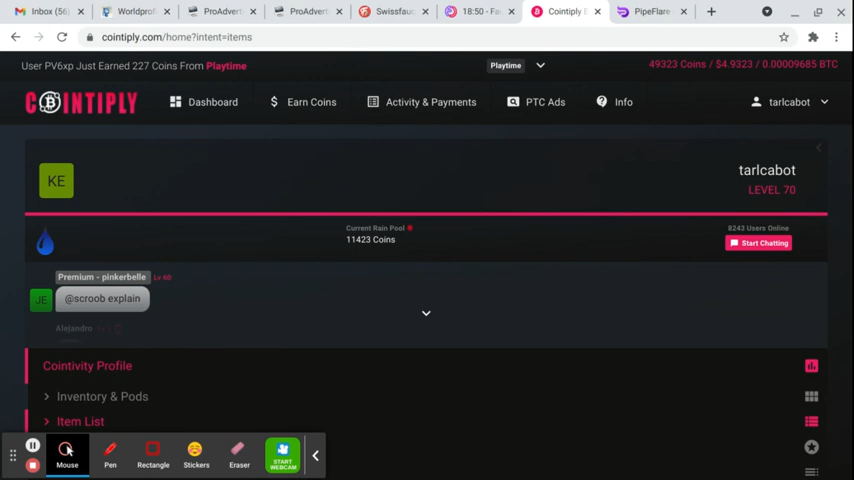 Inbox (56)
Worldprofi
ProAdverti
ProAdverti
Swissfauc
18:50 - Fa
Cointiply B
PipeFlare
cointiply.com/home?intent=items
User PV6xp Just Earned 227 Coins From Playtime
Playtime
49323 Coins / $4.9323 / 0.00009685 BTC
COINTIPLY
Dashboard
Earn Coins
Activity & Payments
PTC Ads
Info
tarlcabot
KE
tarlcabot
LEVEL 70
Current Rain Pool
11423 Coins
8243 Users Online
Start Chatting
Premium - pinkerbelle Lv 60
JE
@scroob explain
Alejandro
Cointivity Profile
Inventory & Pods
Item List
Mouse
Pen
Rectangle
Stickers
Eraser
START
WEBCAM